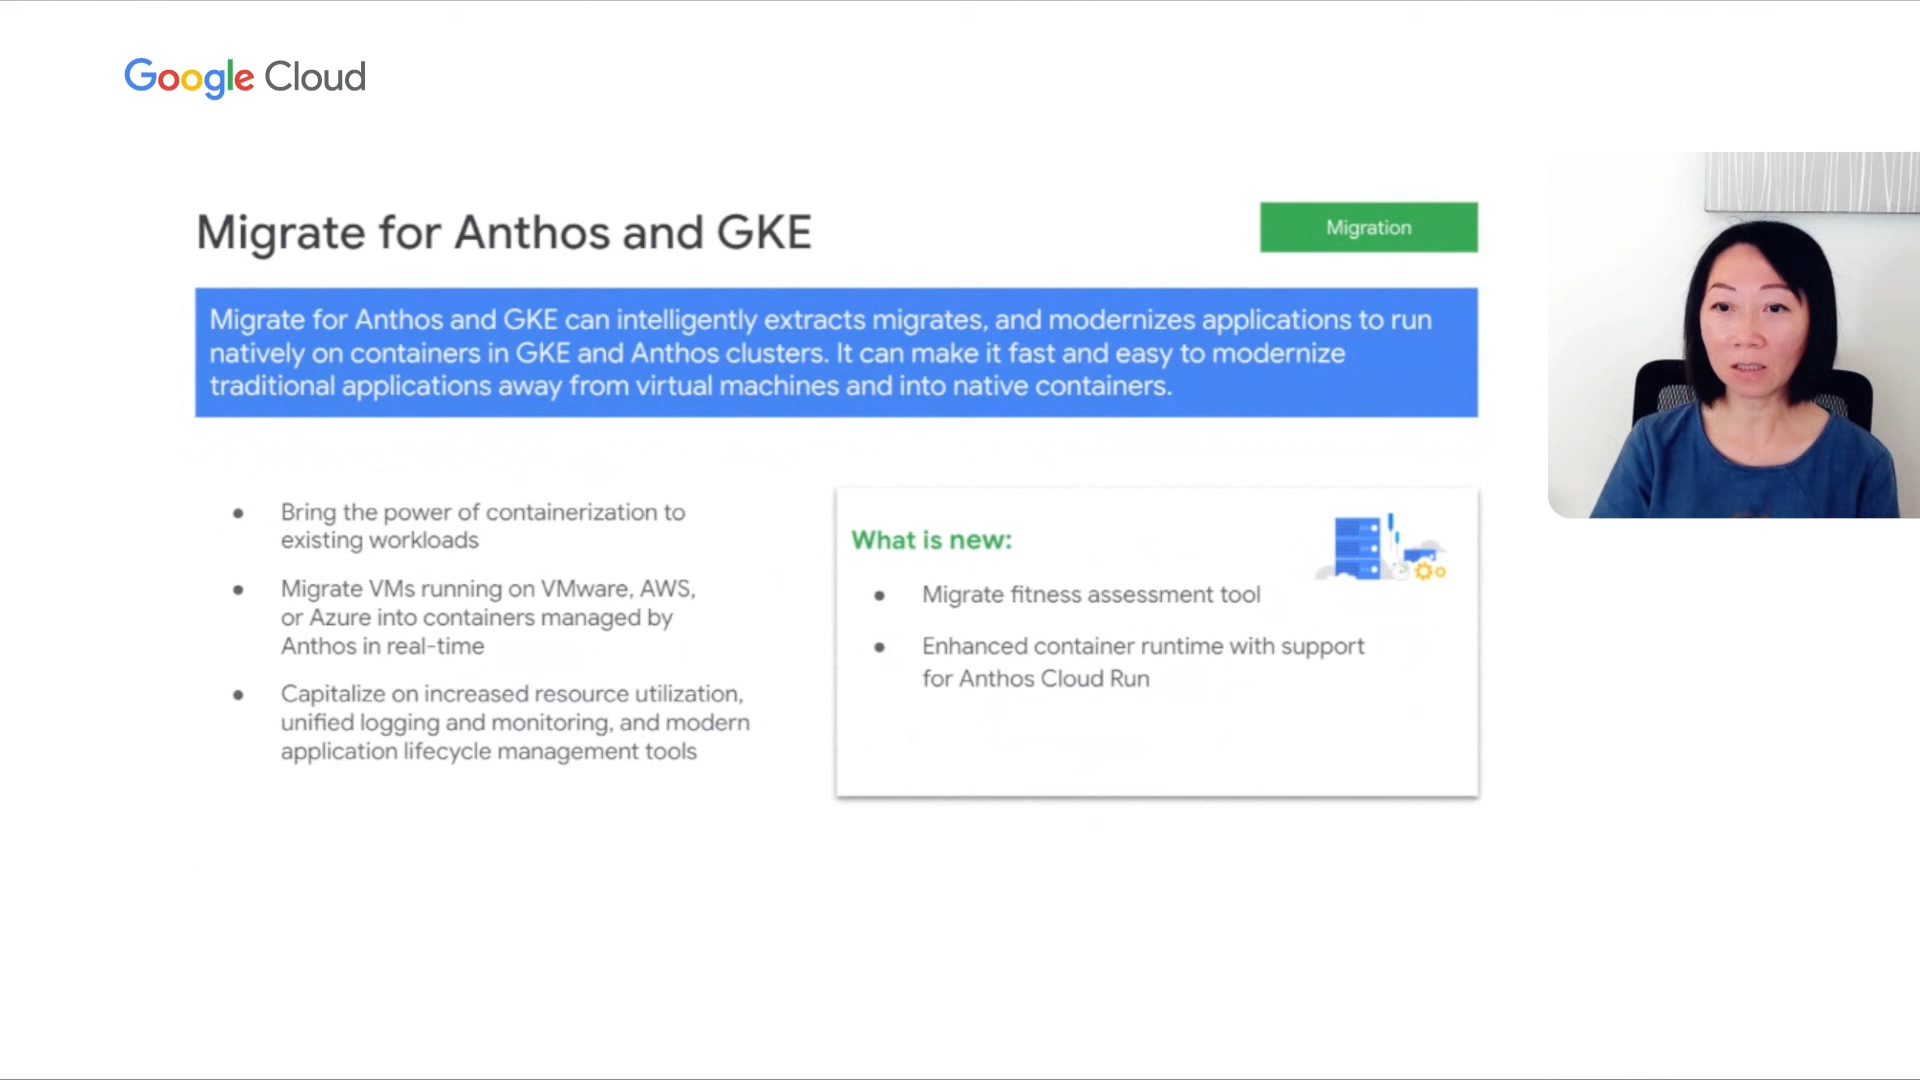 Google Cloud
Migrate for Anthos and GKE
Migration
Migrate for Anthos and GKE can intelligently extracts migrates, and modernizes applications to run
natively on containers in GKE and Anthos clusters. It can make it fast and easy to modernize
traditional applications away from virtual machines and into native containers.
● Bring the power of containerization to
existing workloads
● Migrate VMs running on VMware, AWS,
or Azure into containers managed by
Anthos in real-time
● Capitalize on increased resource utilization,
unified logging and monitoring, and modern
application lifecycle management tools
What is new:
● Migrate fitness assessment tool
● Enhanced container runtime with support
for Anthos Cloud Run